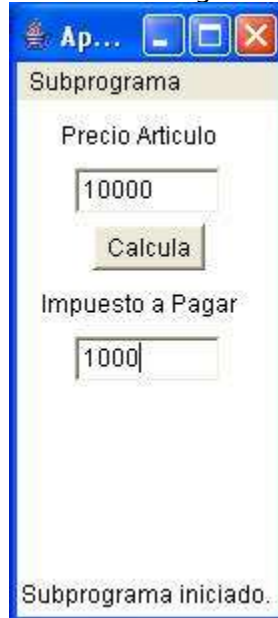 Ap...
Subprograma
Precio Articulo
10000
Calcula
Impuesto a Pagar
1000
Subprograma iniciado.